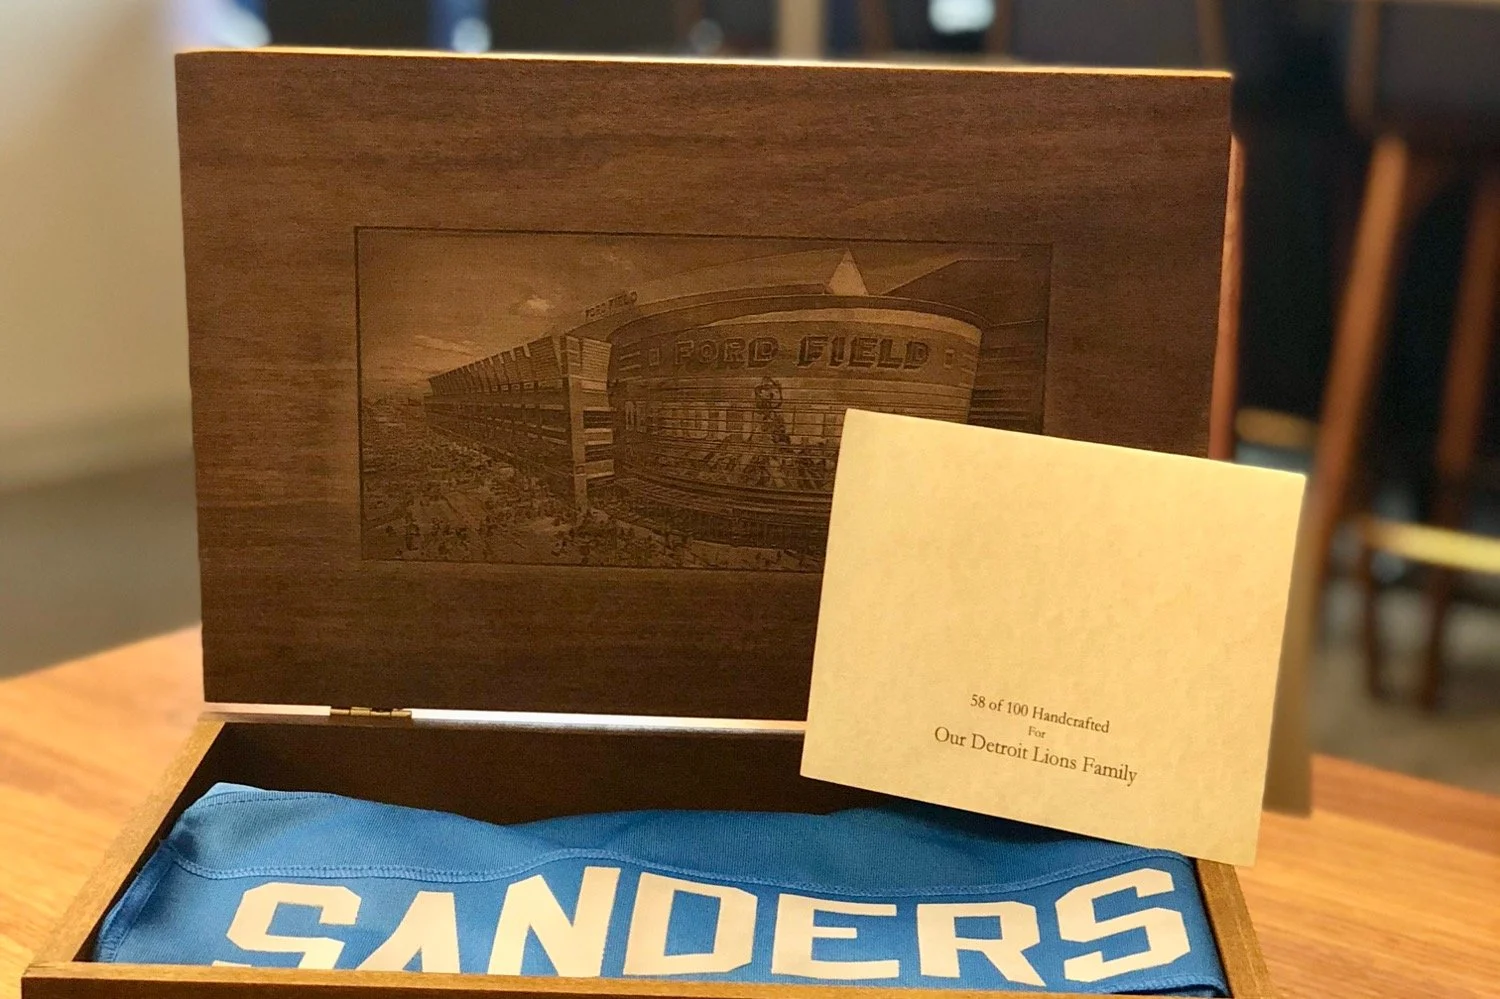 FORD FIELD
FORD FIELD
58 of 100 Handcrafted
For
Our Detroit Lions Family
SANDERS